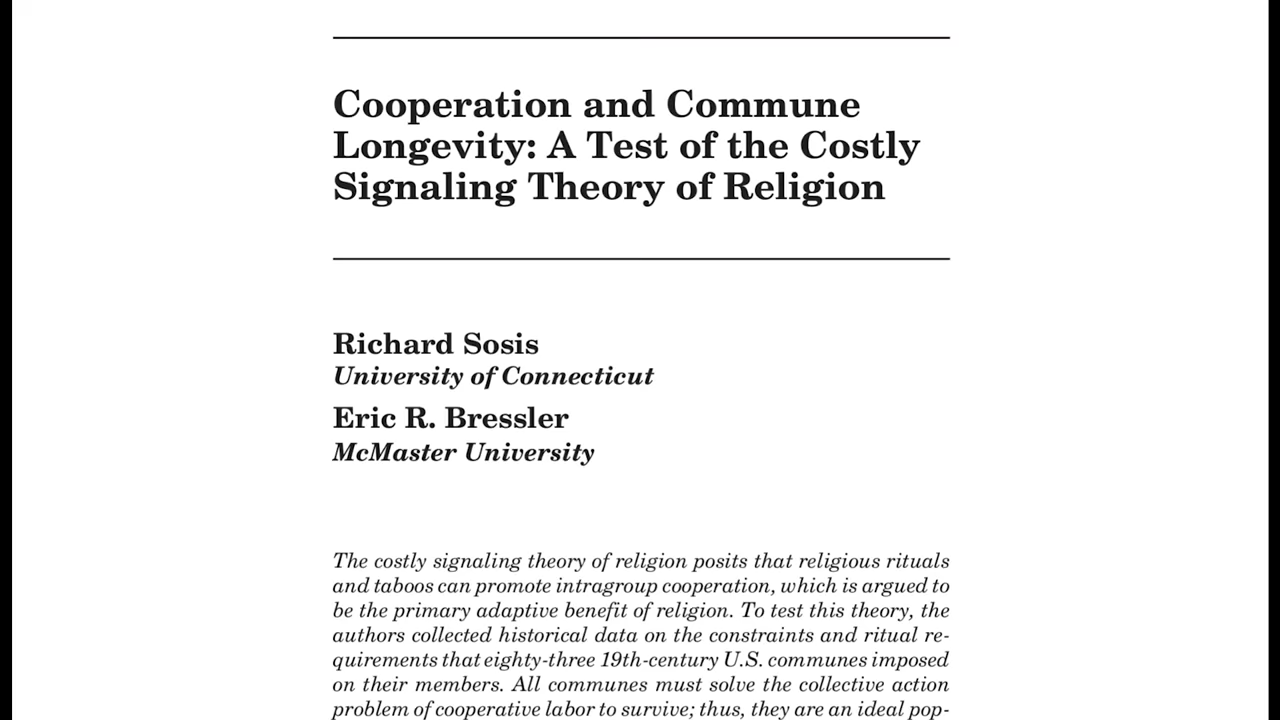 Cooperation and Commune
Longevity: A Test of the Costly
Signaling Theory of Religion
Richard Sosis
University of Connecticut
Eric R. Bressler
McMaster University
The costly signaling theory of religion posits that religious rituals
and taboos can promote intragroup cooperation, which is argued to
be the primary adaptive benefit of religion. To test this theory, the
authors collected historical data on the constraints and ritual re-
quirements that eighty-three 19th-century U.S. communes imposed
on their members. All communes must solve the collective action
problem of cooperative labor to survive; thus, they are an ideal pop-